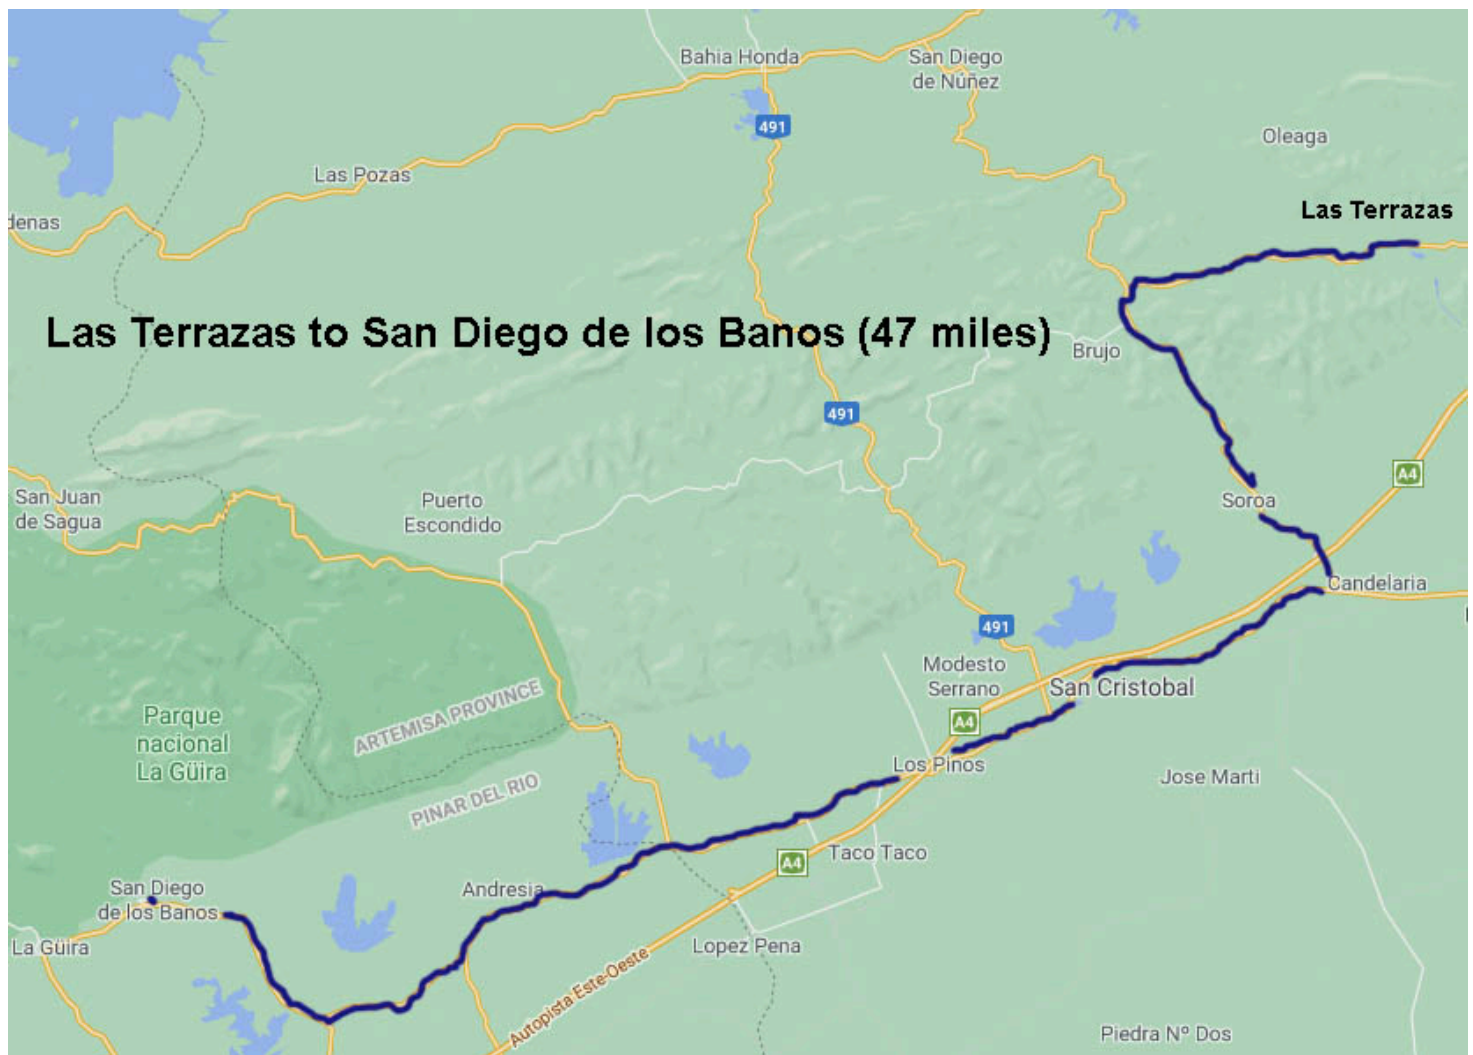 Bahia Honda
San Diego
de Núñez
491
Oleaga
Las Pozas
Las Terrazas
denas
Las Terrazas to San Diego de los Banos (47 miles)
Brujo
491
A4
San Juan
de Sagua
Puerto
Escondido
Soroa
Candelaria
491
Modesto
Serrano
San Cristobal
ARTEMISA PROVINCE
Parque
nacional
La Güira
A4
Los Pinos
Jose Marti
PINAR DEL RIO
A4
Taco Taco
San Diego
de los Banos
Andresia
La Güira
Lopez Pena
Autopista Este-Oeste
Piedra Nº Dos